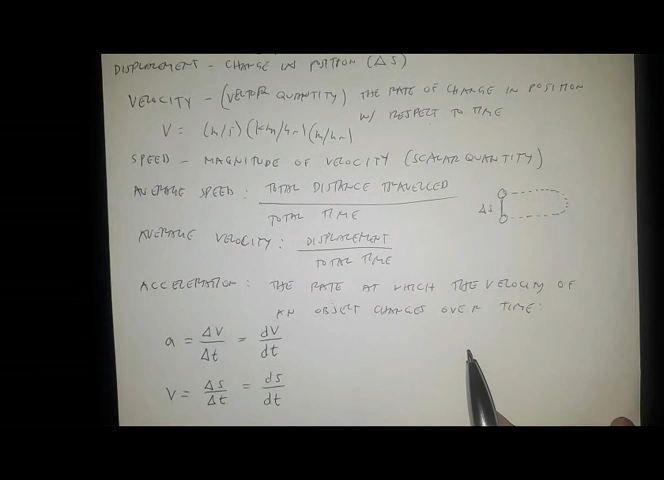 DISPLACEMENT - CHANGE IN POSITION (Δs)
VELOCITY - (VECTOR QUANTITY) THE RATE OF CHANGE IN POSITION
W/ RESPECT TO TIME
V = (m/s) (km/hr) (m/hr)
SPEED - MAGNITUDE OF VELOCITY (SCALAR QUANTITY)
AVERAGE SPEED: TOTAL DISTANCE TRAVELLED
TOTAL TIME
Δs
AVERAGE VELOCITY: DISPLACEMENT
TOTAL TIME
ACCELERATION: THE RATE AT WHICH THE VELOCITY OF
AN OBJECT CHANGES OVER TIME.
a = ΔV/Δt = dV/dt
V = Δs/Δt = ds/dt